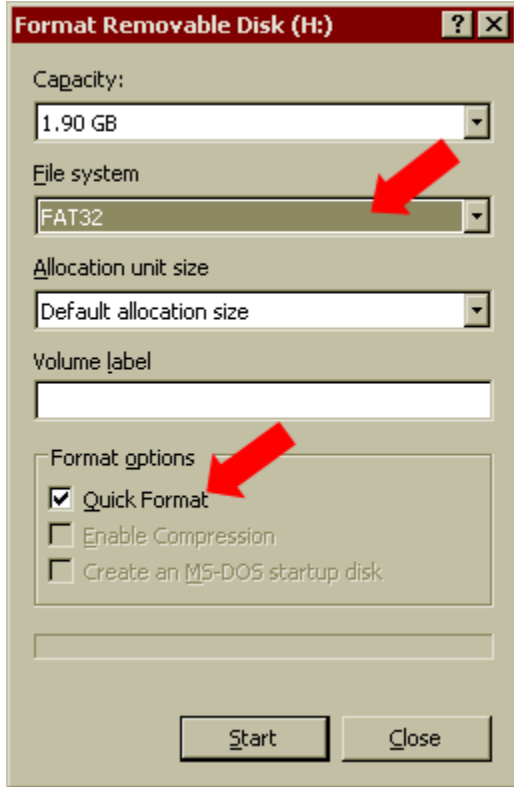 Format Removable Disk (H:)
Capacity:
1.90 GB
File system
FAT32
Allocation unit size
Default allocation size
Volume label
Format options
Quick Format
Enable Compression
Create an MS-DOS startup disk
Start Close